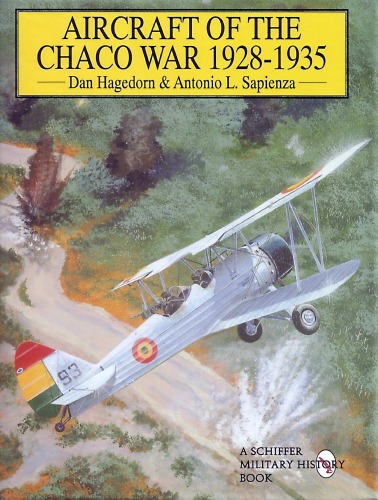 AIRCRAFT OF THE
CHACO WAR 1928-1935
Dan Hagedorn & Antonio L. Sapienza
93
A SCHIFFER
MILITARY HISTORY
BOOK